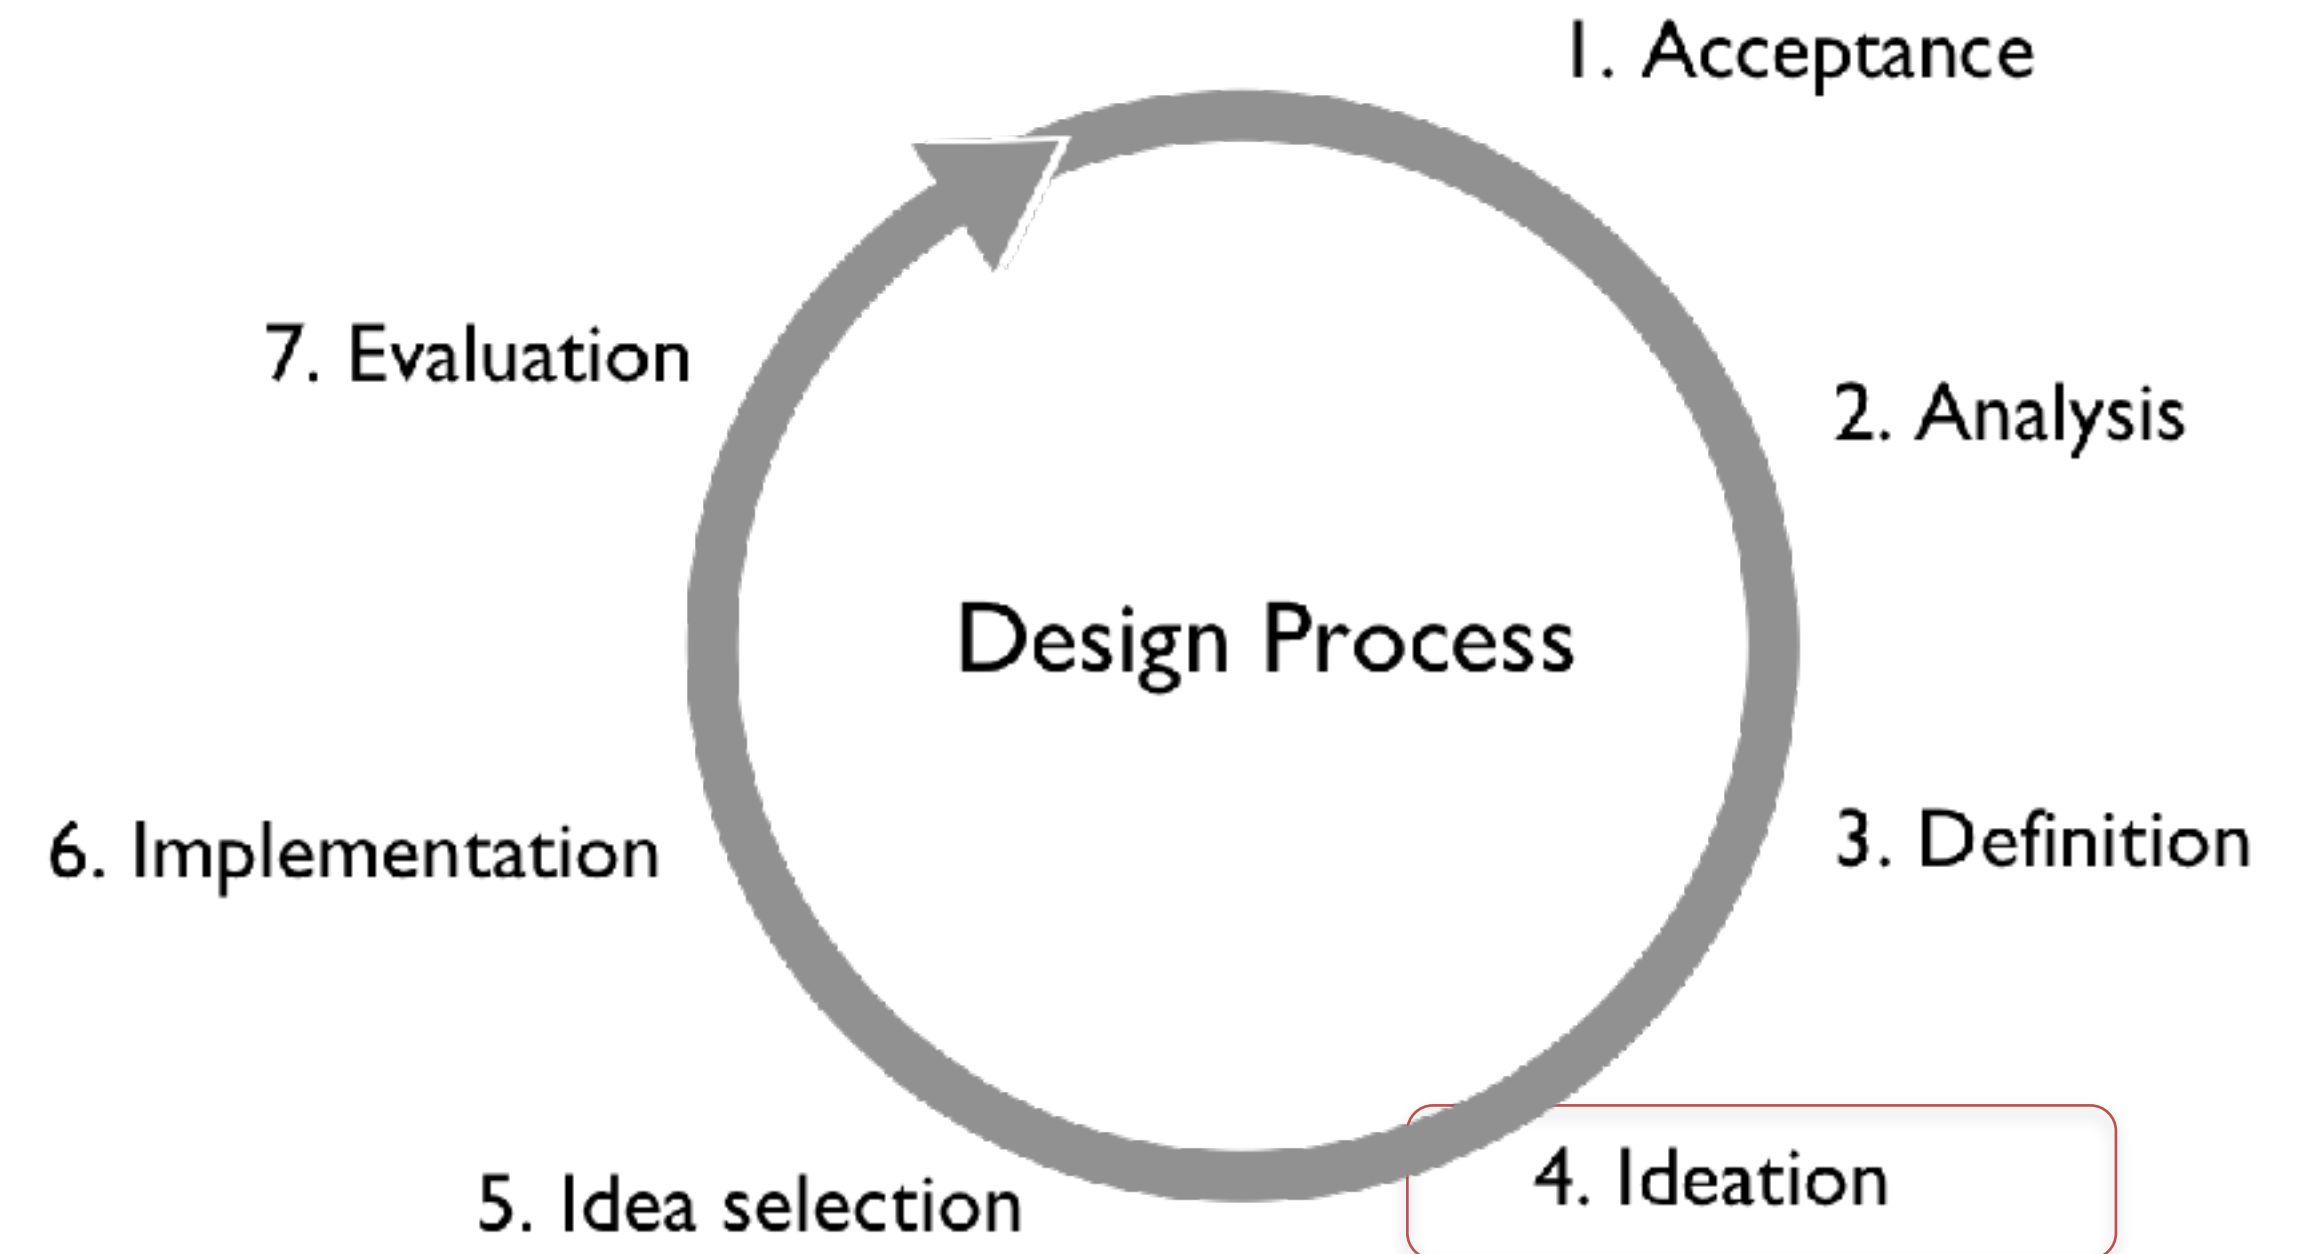 1. Acceptance
2. Analysis
3. Definition
4. Ideation
5. Idea selection
6. Implementation
7. Evaluation
Design Process